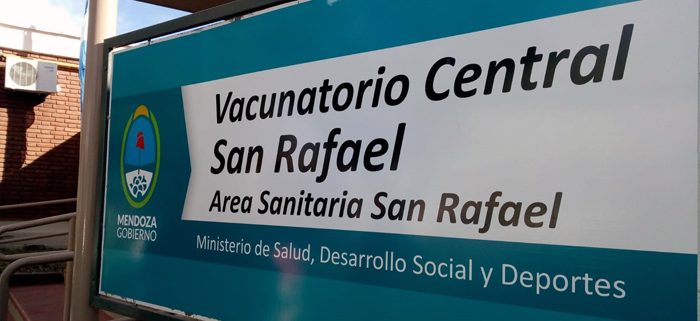 Vacunatorio Central
San Rafael
Area Sanitaria San Rafael
MENDOZA
GOBIERNO
Ministerio de Salud, Desarrollo Social y Deportes